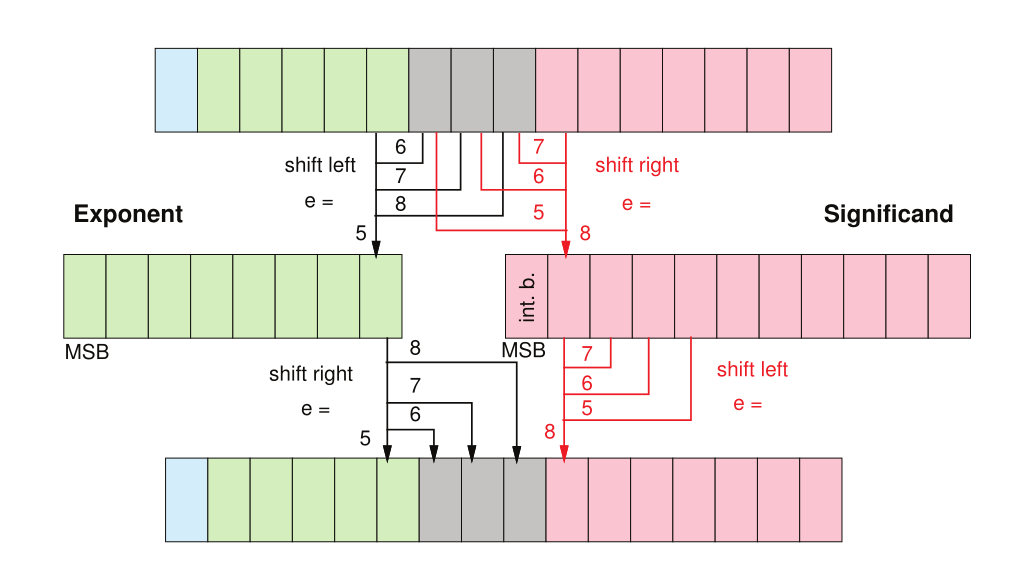 6 7
shift left shift right
7 6
e = 8 5 e =
Exponent Significand
5 8
int. b.
MSB MSB
8 7
shift right shift left
7 6
e = 6 5 e =
5 8